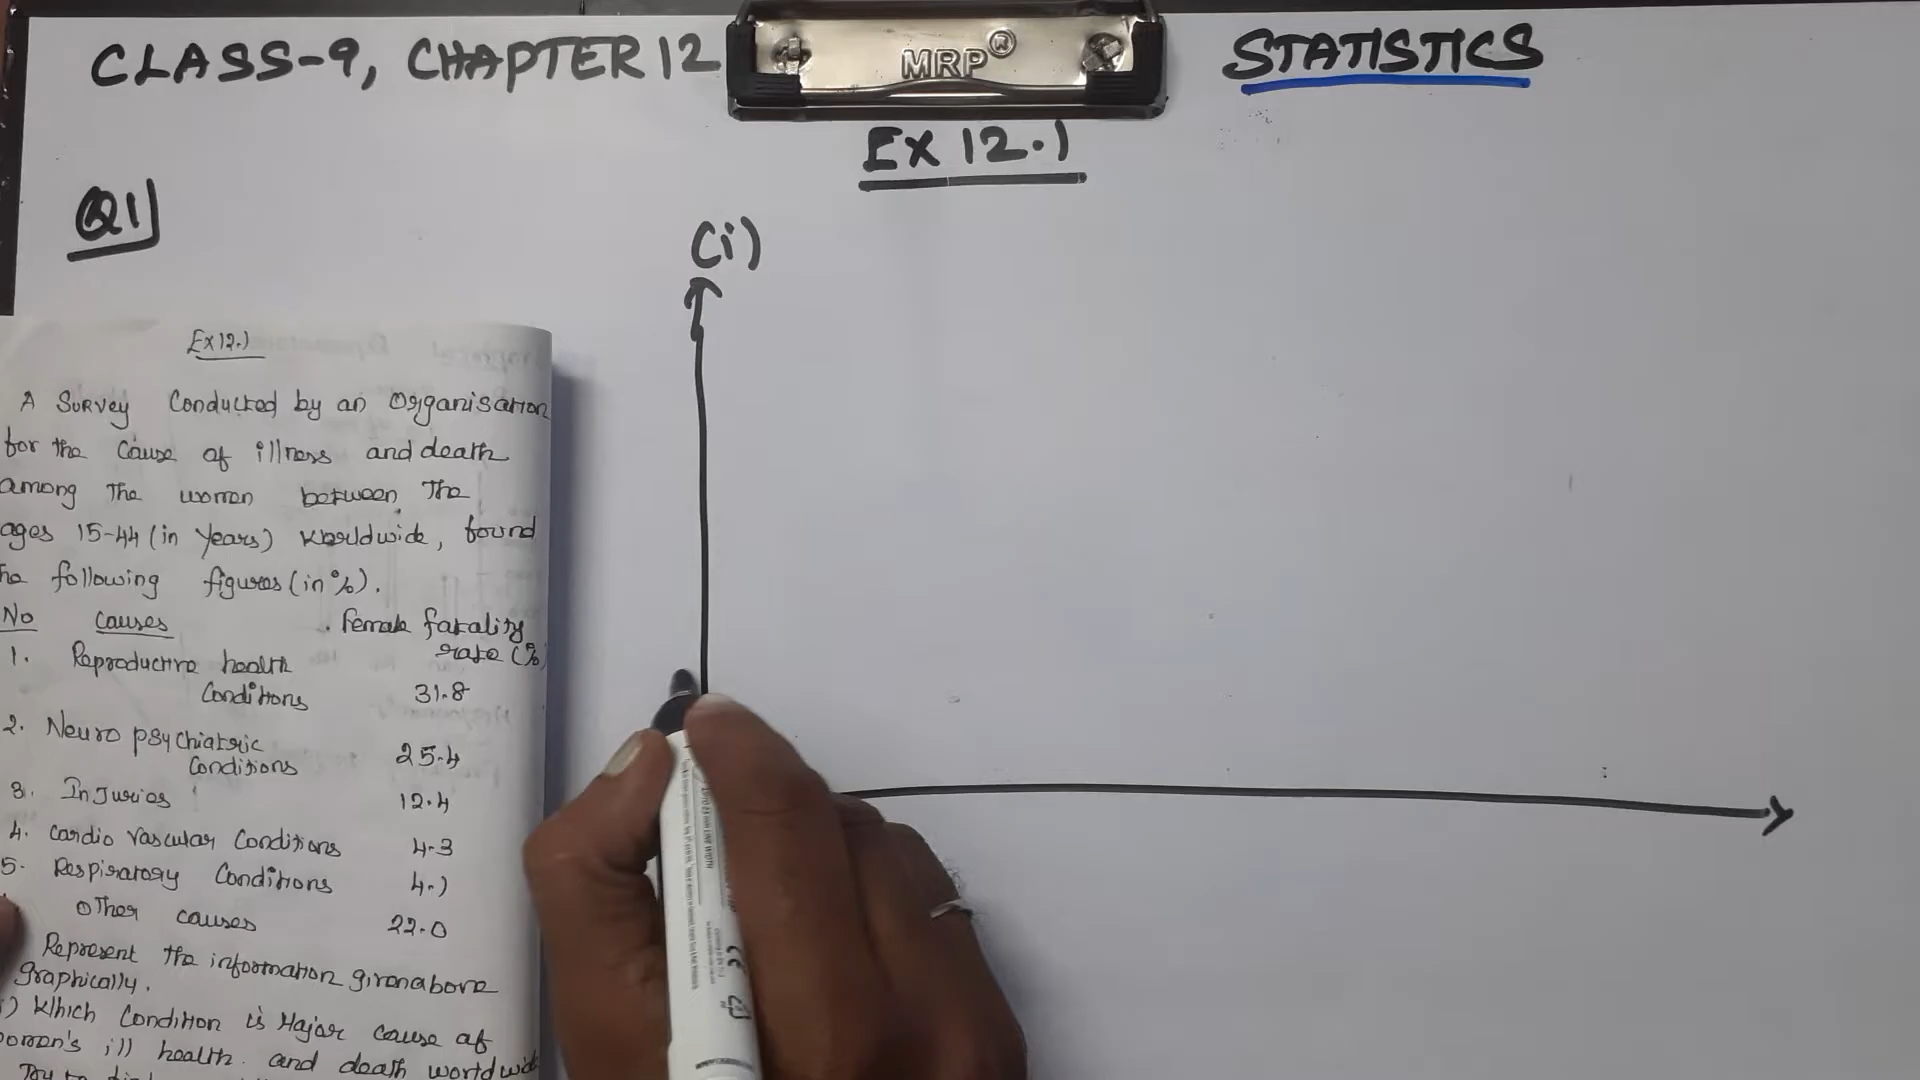 CLASS-9, CHAPTER 12
MRP®
STATISTICS
EX 12.1
Q1
(i)
Ex 12.1
A Survey Conducted by an Organisation
for the Cause of illness and death
among The women between The
ages 15-44 (in years) Worldwide, found
following figures (in %).
No Causes Female fatality
rate (%)
1. Reproductive health
Conditions 31.8
2. Neuro psychiatric
Conditions 25.4
3. Injuries 12.4
4. Cardio vascular Conditions 4.3
5. Respiratory Conditions 4.1
Other causes 22.0
Represent the information given above
graphically.
) Which Condition is Major cause of
ill health and death